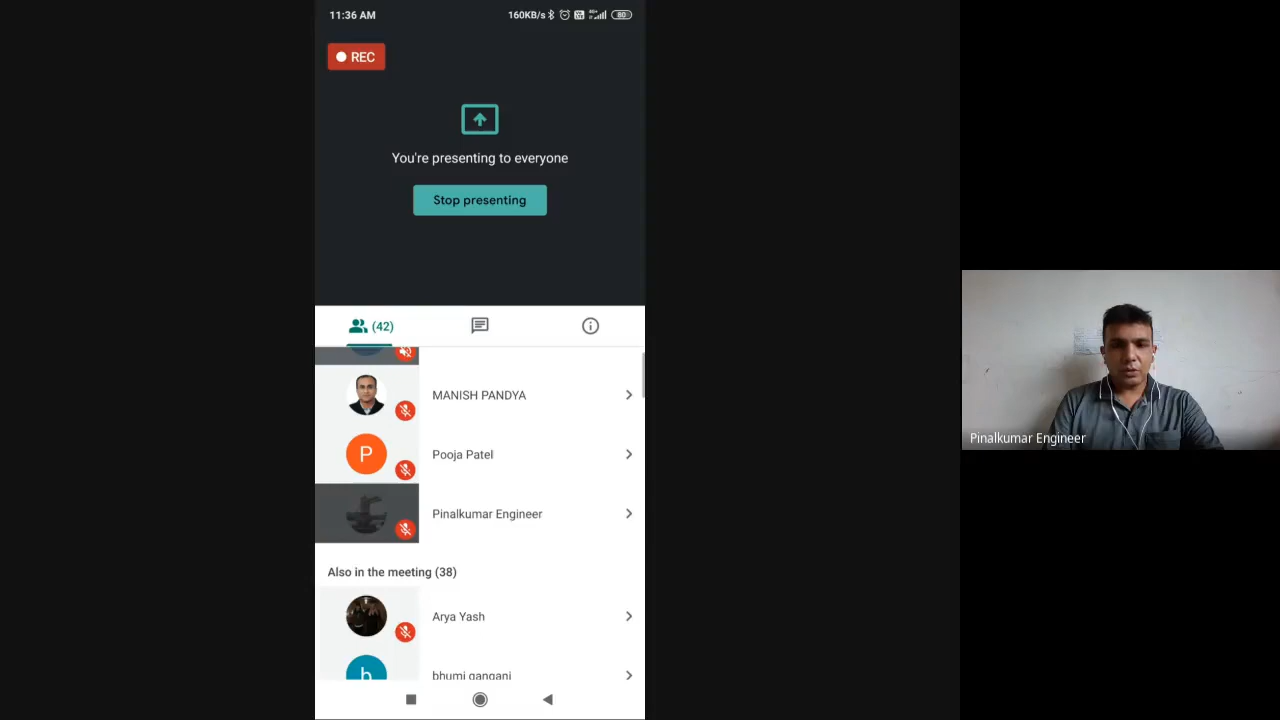 11:36 AM
160KB/s
80
REC
You're presenting to everyone
Stop presenting
(42)
MANISH PANDYA
P
Pooja Patel
Pinalkumar Engineer
Also in the meeting (38)
Arya Yash
b
bhumi gangani
Pinalkumar Engineer